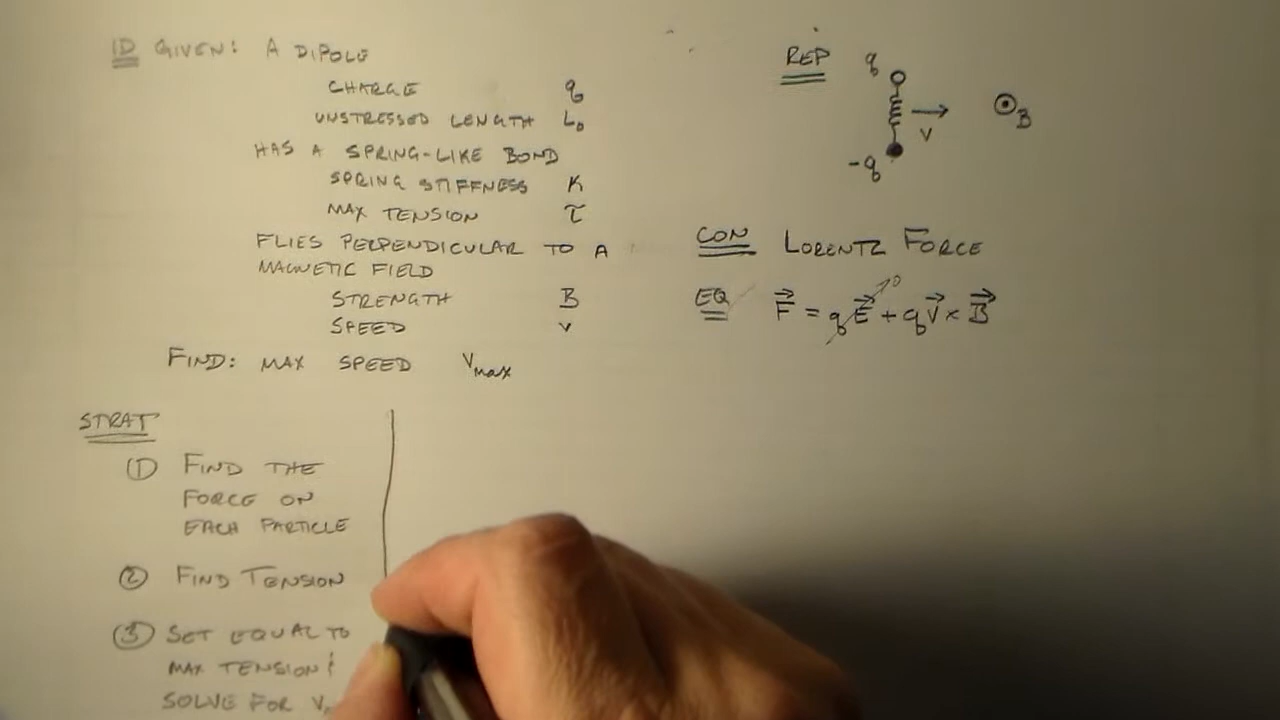 ID GIVEN: A DIPOLE
CHARGE q
UNSTRESSED LENGTH L₀
HAS A SPRING-LIKE BOND
SPRING STIFFNESS K
MAX TENSION τ
FLIES PERPENDICULAR TO A
MAGNETIC FIELD
STRENGTH B
SPEED v
FIND: MAX SPEED Vmax
REP
q
V
B
-q
CON LORENTZ FORCE
EQ F⃗ = qE⃗ + qV⃗ × B⃗
0
STRAT
① FIND THE
FORCE ON
EACH PARTICLE
② FIND TENSION
③ SET EQUAL TO
MAX TENSION &
SOLVE FOR